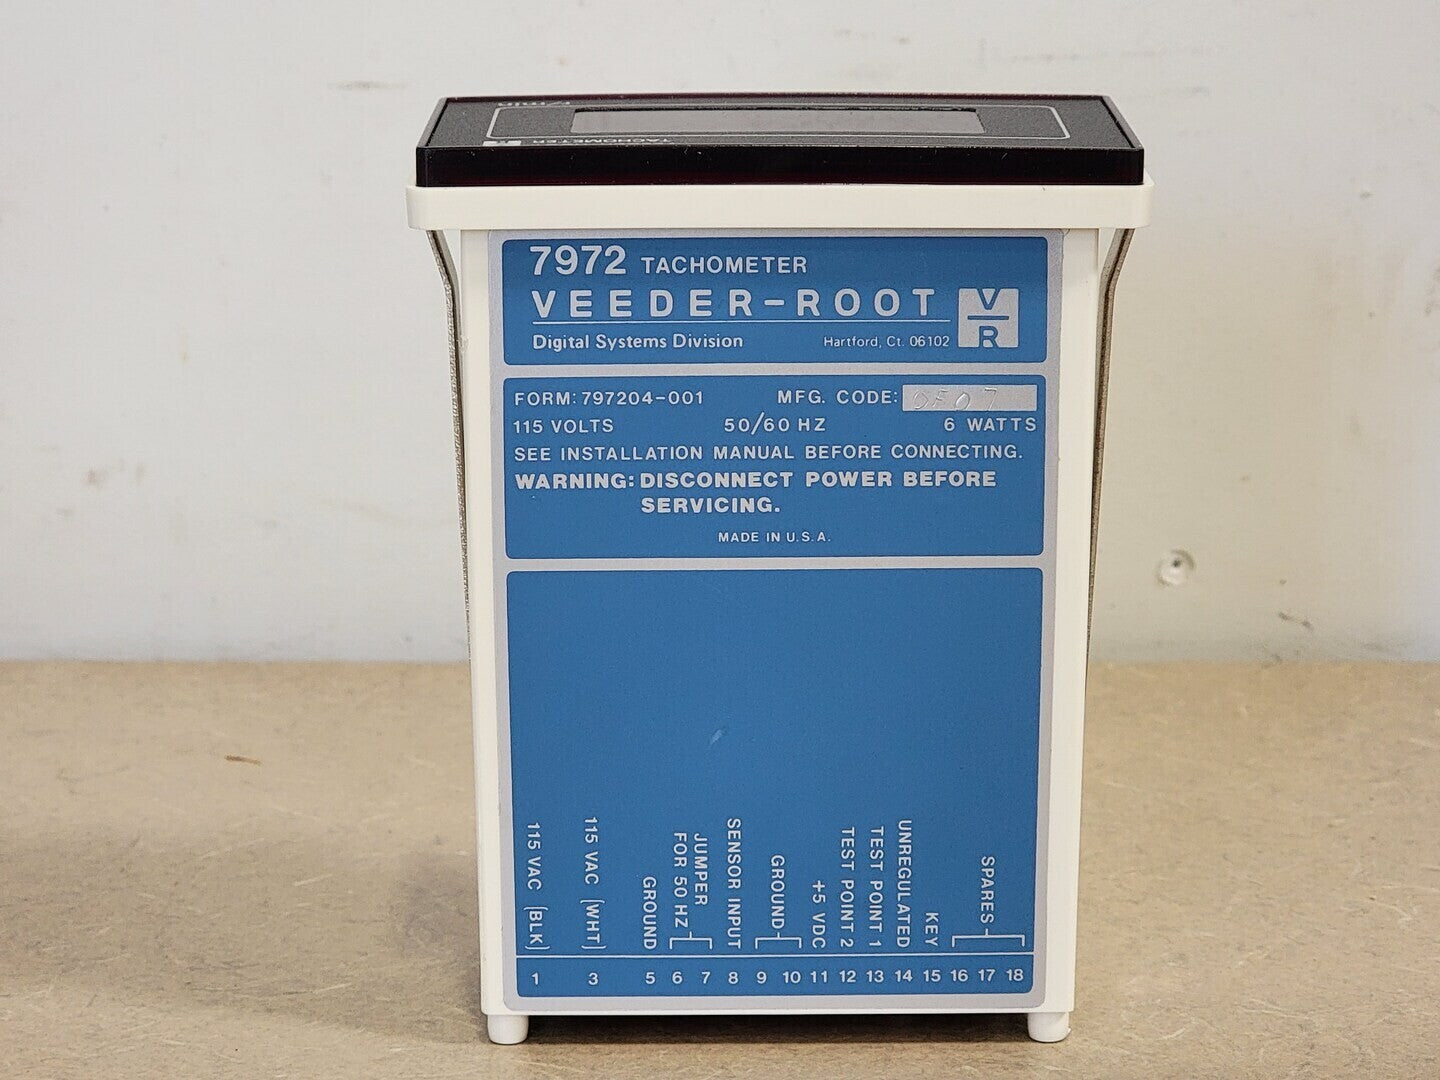 r/min
TACHOMETER
7972 TACHOMETER
VEEDER-ROOT
V
R
Digital Systems Division
Hartford, Ct. 06102
FORM: 797204-001 MFG. CODE:
115 VOLTS 50/60 HZ 6 WATTS
SEE INSTALLATION MANUAL BEFORE CONNECTING.
WARNING: DISCONNECT POWER BEFORE
SERVICING.
MADE IN U.S.A.
115 VAC (BLK)
115 VAC (WHT)
GROUND
JUMPER
FOR 50 HZ
SENSOR INPUT
GROUND
+5 VDC
TEST POINT 2
TEST POINT 1
UNREGULATED
KEY
SPARES
1 3 5 6 7 8 9 10 11 12 13 14 15 16 17 18